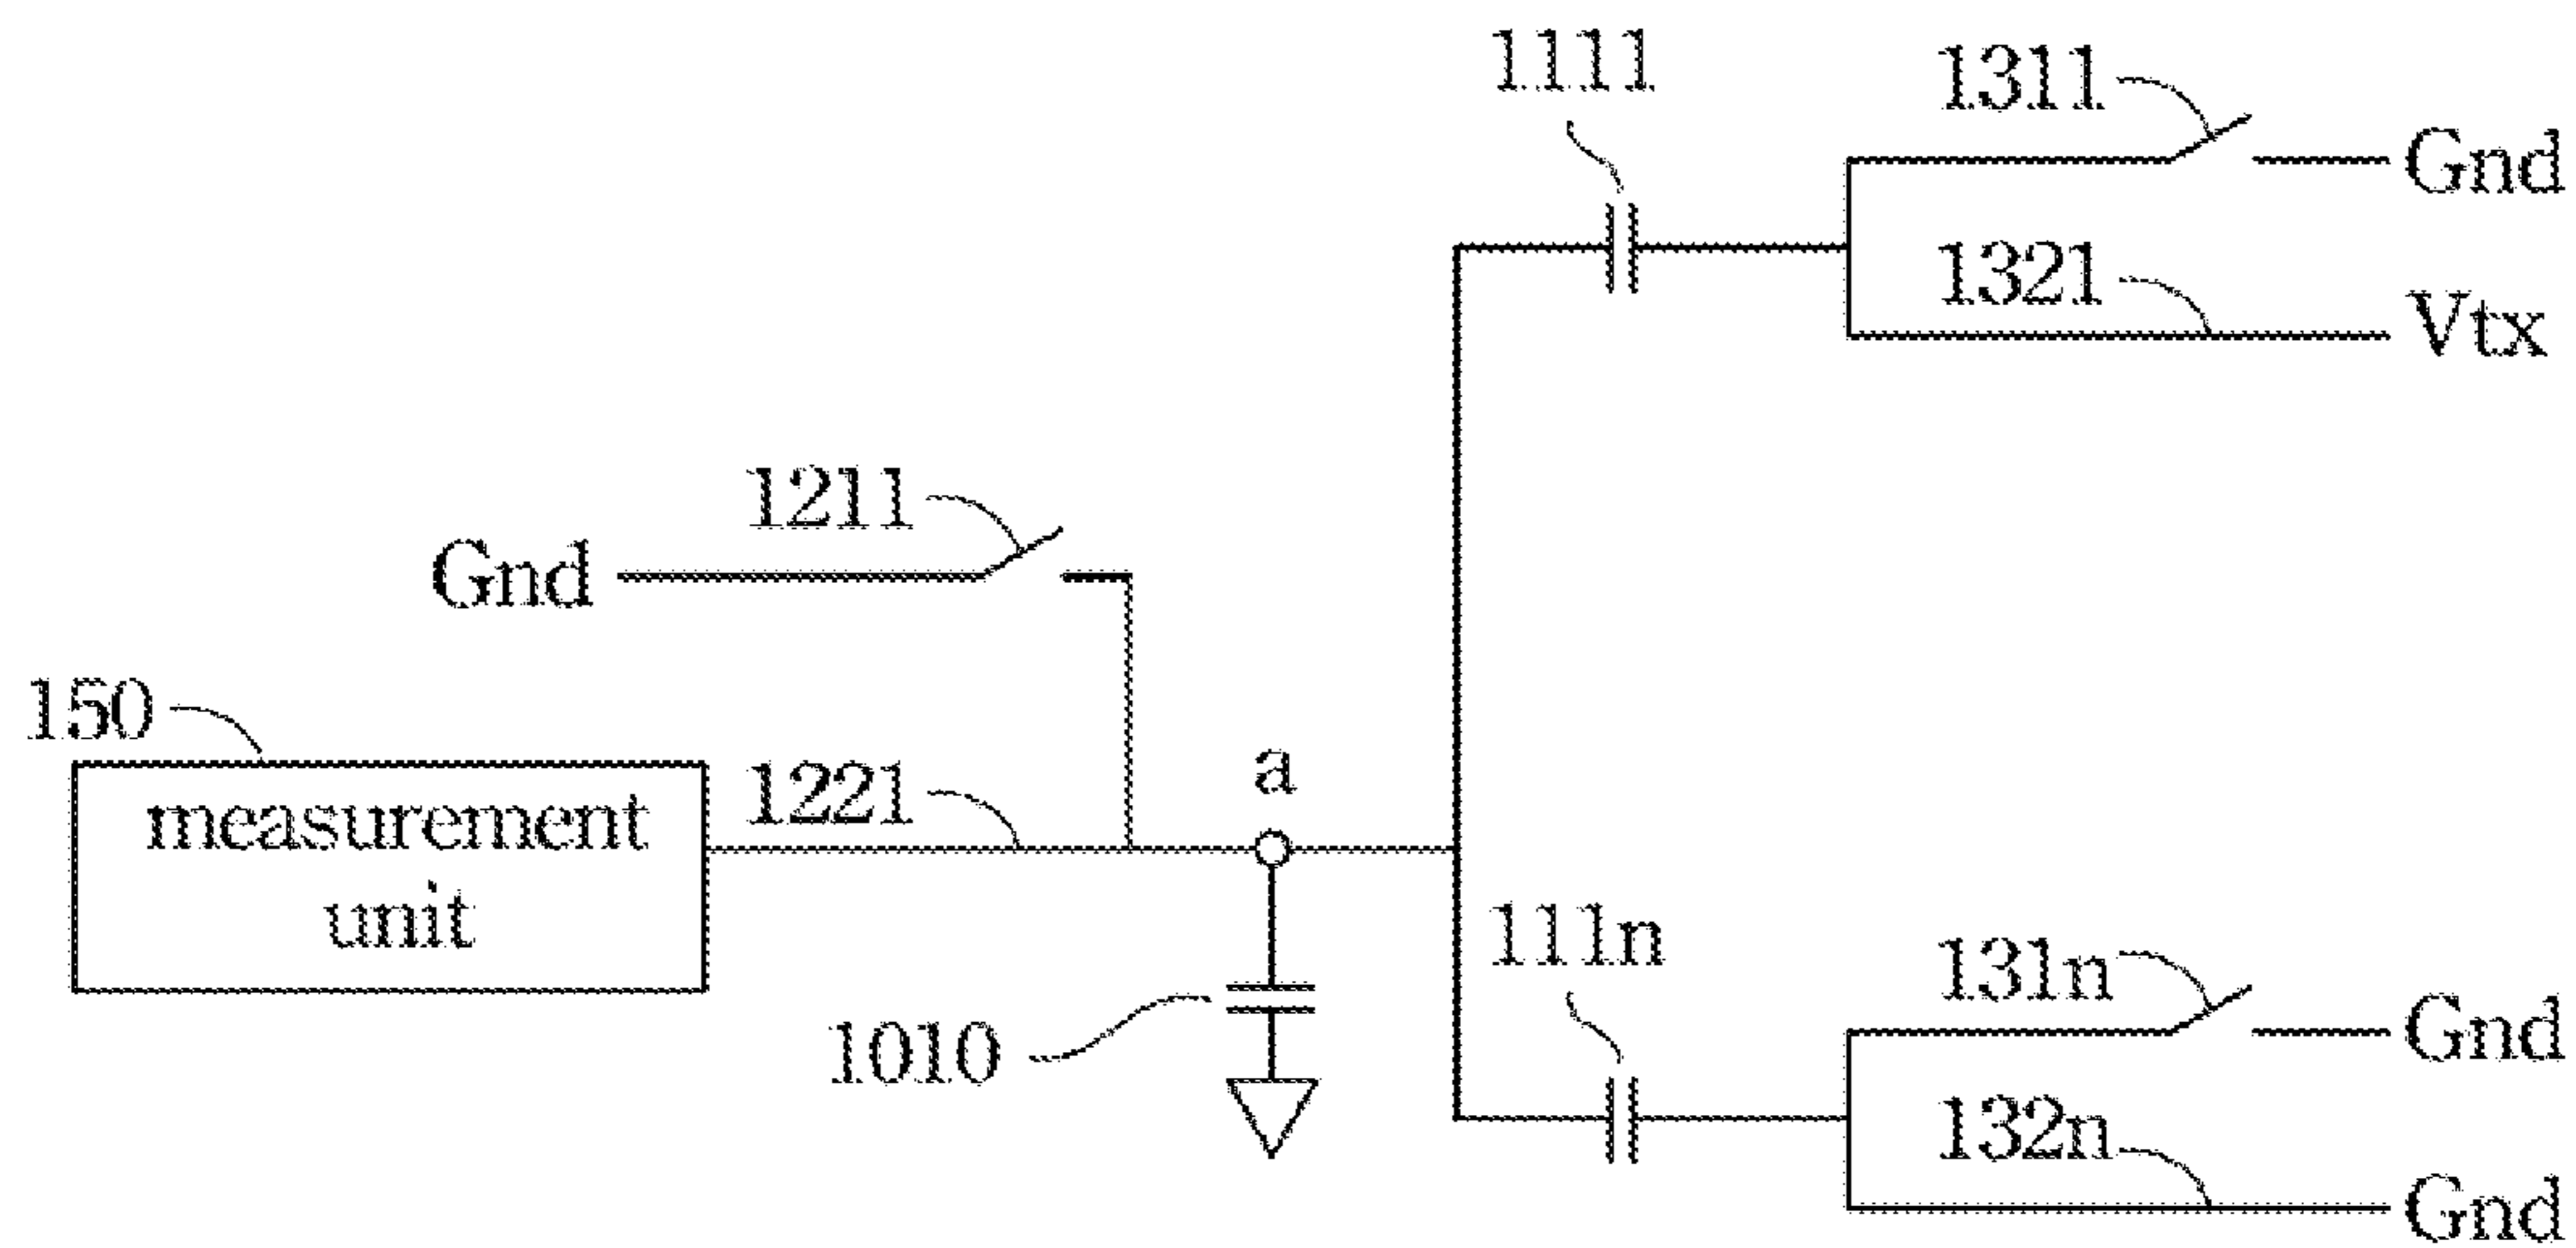 1111
1311
Gnd
1321
Vtx
1211
Gnd
150
measurement
unit
1221
a
1010
111n
131n
Gnd
132n
Gnd